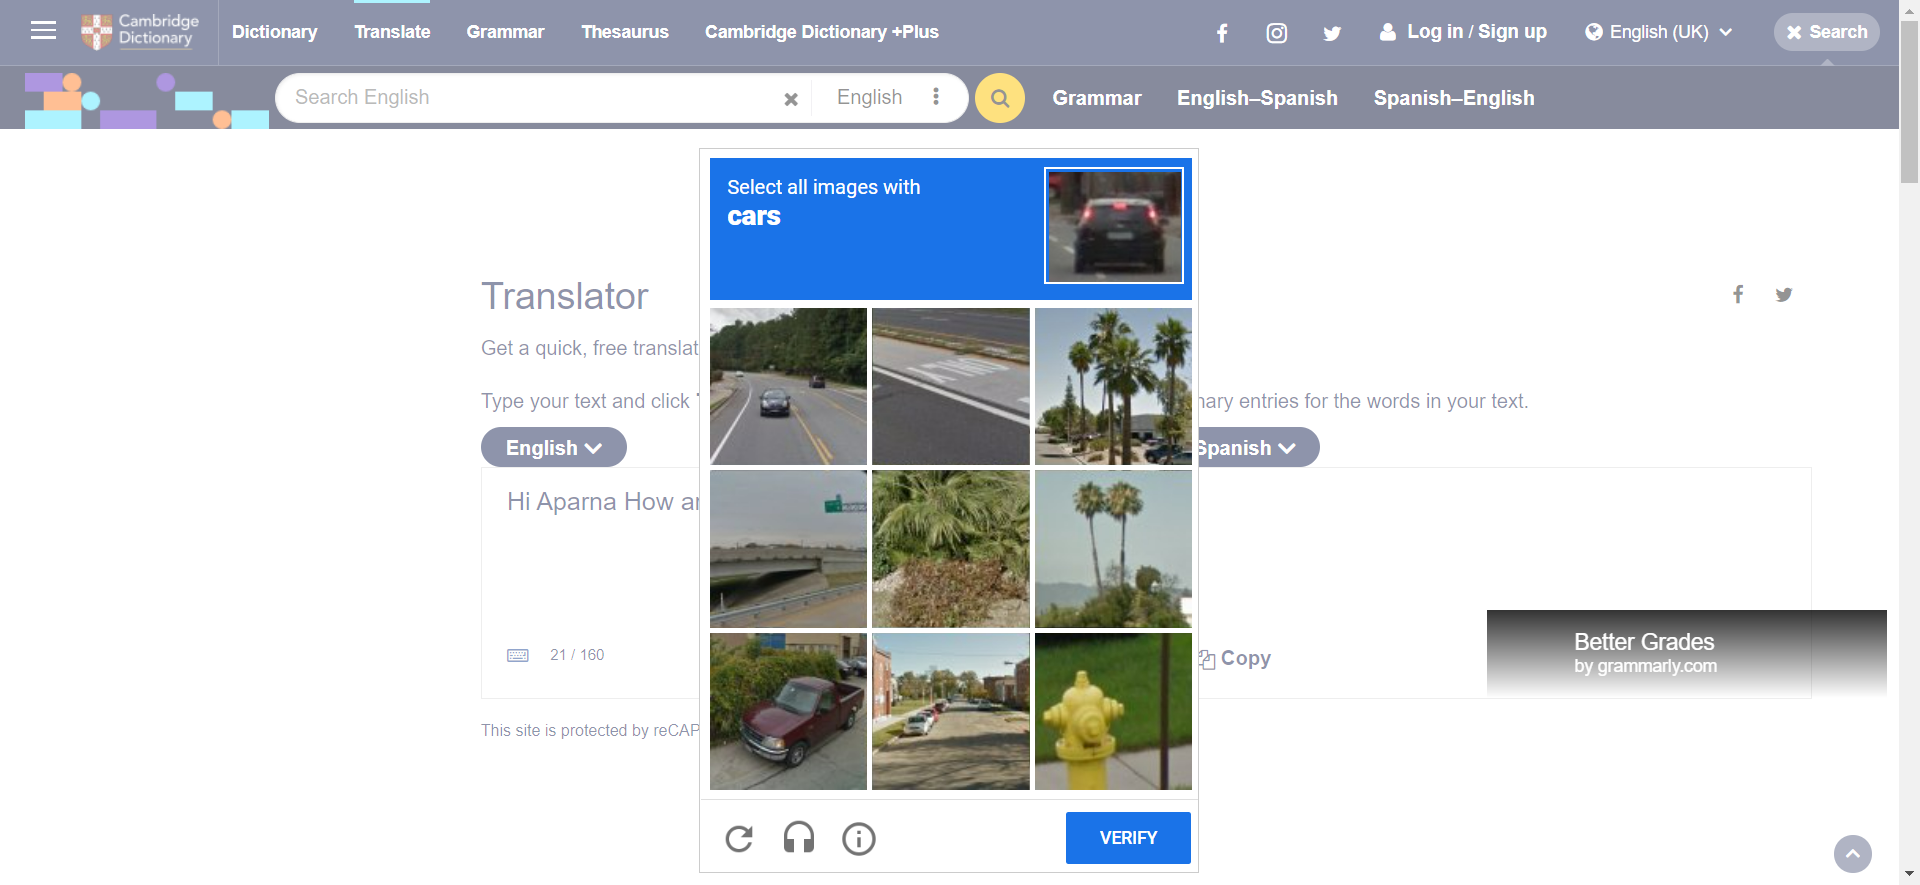 Cambridge Dictionary
Dictionary
Translate
Grammar
Thesaurus
Cambridge Dictionary +Plus
Log in / Sign up
English (UK)
Search
Search English
English
Grammar
English–Spanish
Spanish–English
Select all images with
cars
Translator
Get a quick, free translat
Type your text and click
nary entries for the words in your text.
English
Spanish
Hi Aparna How ar
21 / 160
Copy
Better Grades
by grammarly.com
This site is protected by reCAP
VERIFY